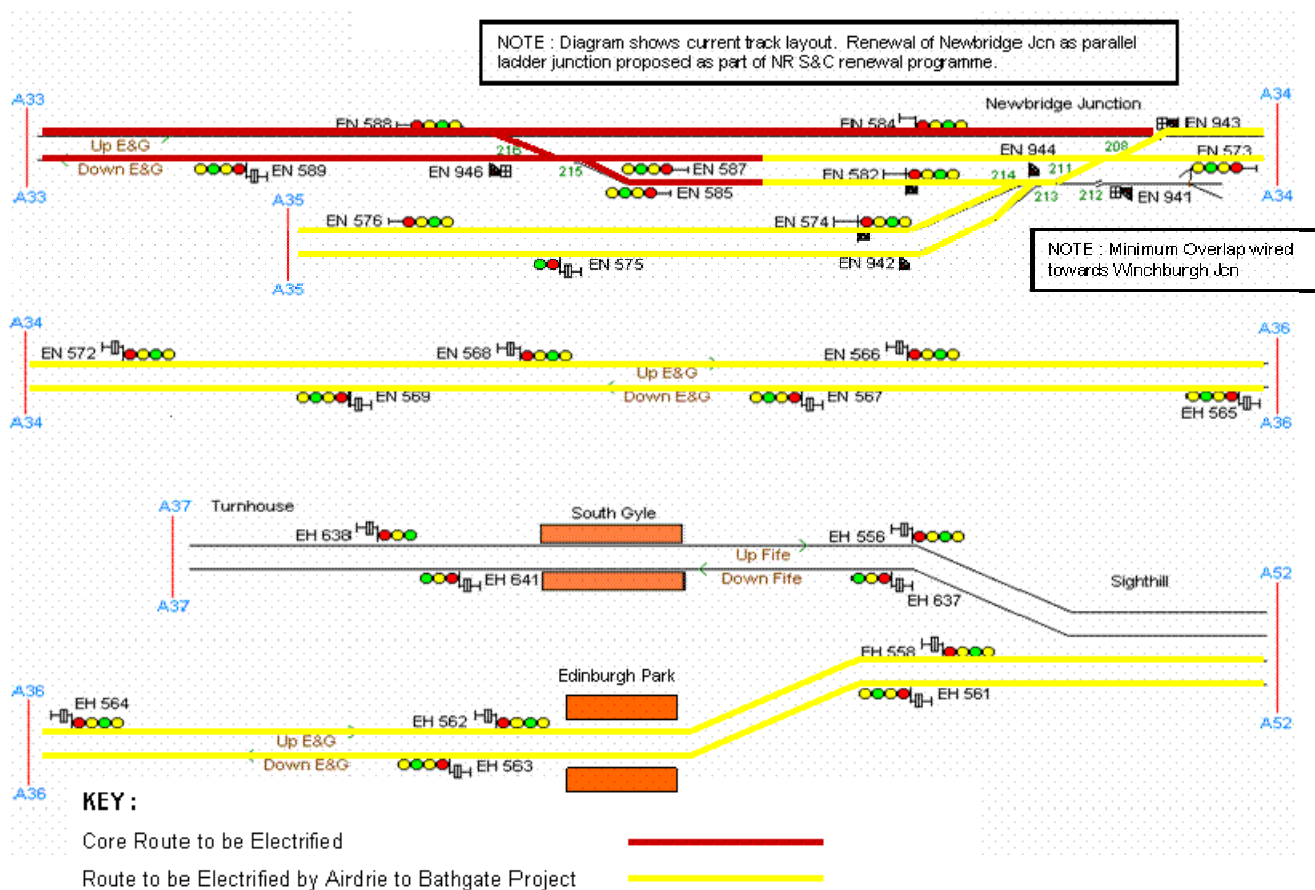 NOTE : Diagram shows current track layout. Renewal of Newbridge Jcn as parallel
ladder junction proposed as part of NR S&C renewal programme.
A33
A34
Newbridge Junction
EN 588
EN 584
EN 943
Up E&G
216
EN 944
208
EN 573
Down E&G
EN 589
EN 946
215
EN 587
EN 582
214
211
A33
A35
EN 585
213
212
EN 941
A34
EN 576
EN 574
NOTE : Minimum Overlap wired
towards Winchburgh Jcn
EN 575
EN 942
A35
A34
A36
EN 572
EN 568
EN 566
Up E&G
Down E&G
EN 569
EN 567
EH 565
A34
A36
A37
Turnhouse
South Gyle
EH 638
EH 556
Up Fife
Down Fife
EH 641
EH 637
Sighthill
A52
A37
EH 558
Edinburgh Park
A36
EH 564
EH 561
EH 562
A52
Up E&G
Down E&G
EH 563
A36
KEY :
Core Route to be Electrified
Route to be Electrified by Airdrie to Bathgate Project